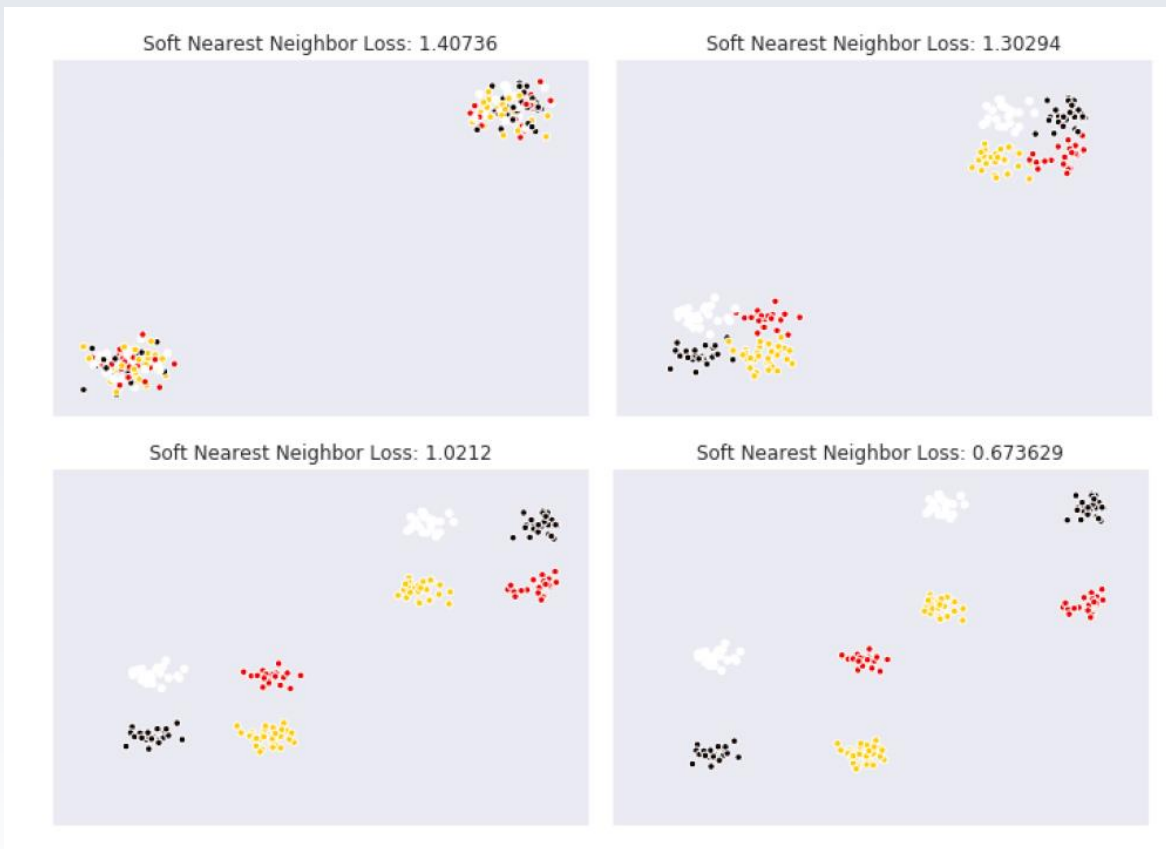 Soft Nearest Neighbor Loss: 1.40736
Soft Nearest Neighbor Loss: 1.30294
Soft Nearest Neighbor Loss: 1.0212
Soft Nearest Neighbor Loss: 0.673629